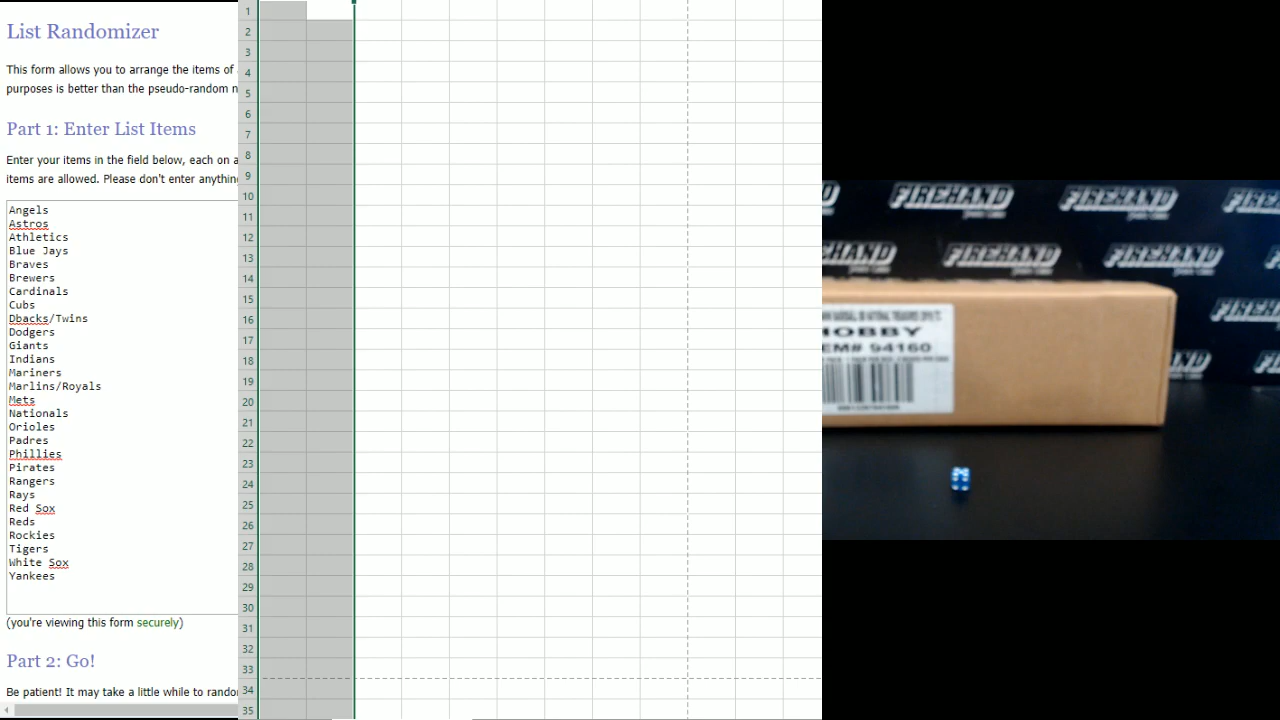 List Randomizer
This form allows you to arrange the items of
purposes is better than the pseudo-random n
Part 1: Enter List Items
Enter your items in the field below, each on a
items are allowed. Please don't enter anythin
Angels
Astros
Athletics
Blue Jays
Braves
Brewers
Cardinals
Cubs
Dbacks/Twins
Dodgers
Giants
Indians
Mariners
Marlins/Royals
Mets
Nationals
Orioles
Padres
Phillies
Pirates
Rangers
Rays
Red Sox
Reds
Rockies
Tigers
White Sox
Yankees
(you're viewing this form securely)
Part 2: Go!
Be patient! It may take a little while to rando
1
2
3
4
5
6
7
8
9
10
11
12
13
14
15
16
17
18
19
20
21
22
23
24
25
26
27
28
29
30
31
32
33
34
35
FIREHAND
FIREHAND
FIREHAND
FIREHAND
HOBBY
EM# 94160